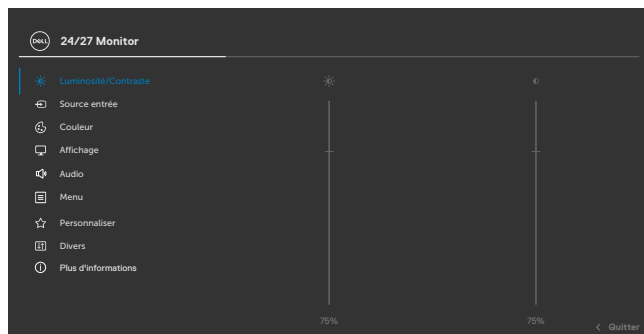 DELL 24/27 Monitor
Luminosité/Contraste
Source entrée
Couleur
Affichage
Audio
Menu
Personnaliser
Divers
Plus d'informations
75% 75%
Quitter